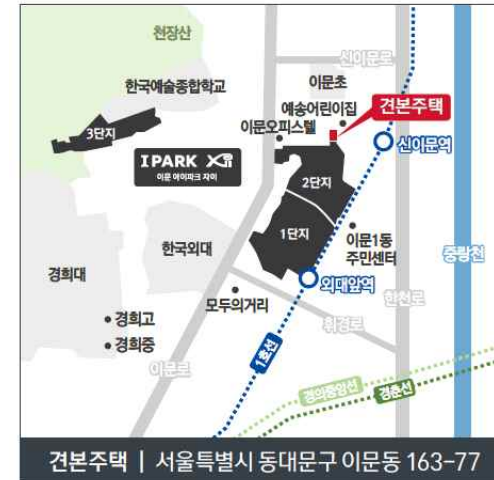 천장산
신이문로
한국예술종합학교
이문초
예송어린이집
견본주택
3단지
이문오피스텔
신이문역
IPARK Xi
이문 아이파크 자이
2단지
1단지
이문1동
주민센터
한국외대
중랑천
경희대
외대앞역
한천로
모두의거리
휘경로
경희고
경희중
1호선
이문로
경의중앙선
경춘선
견본주택 | 서울특별시 동대문구 이문동 163-77